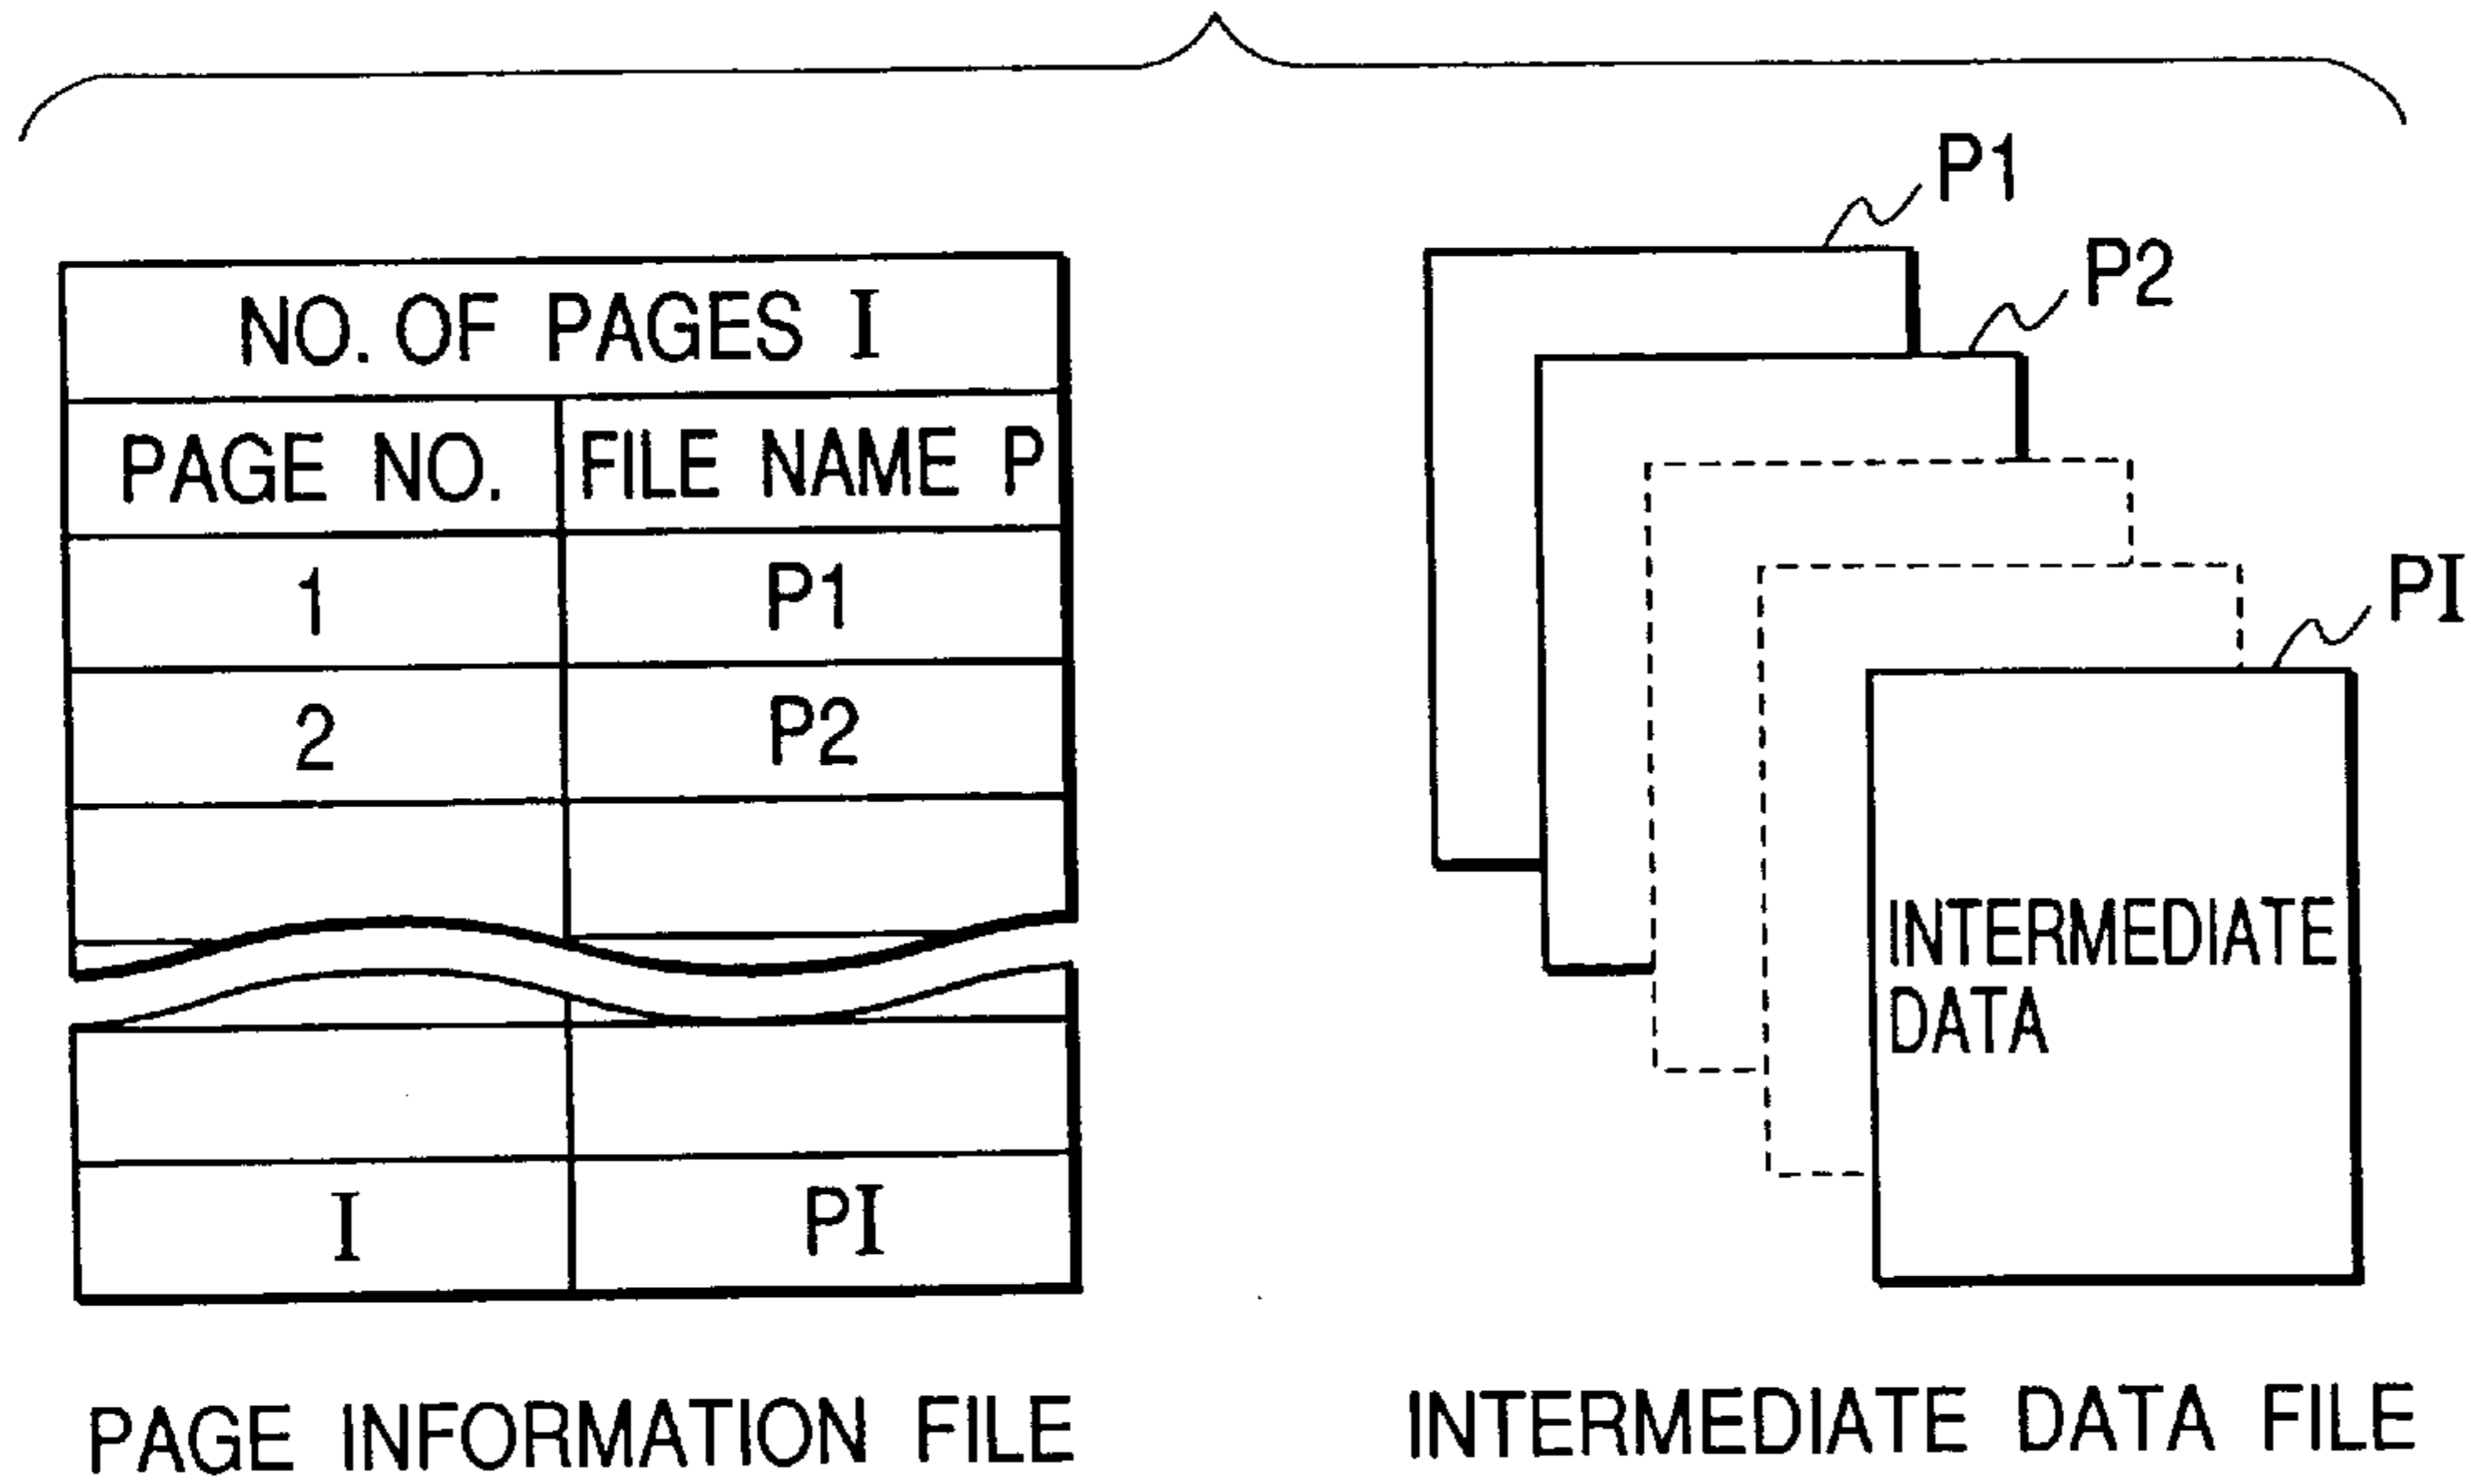 NO. OF PAGES I
PAGE NO. FILE NAME P
1 P1
2 P2
I PI
PAGE INFORMATION FILE
P1
P2
PI
INTERMEDIATE
DATA
INTERMEDIATE DATA FILE